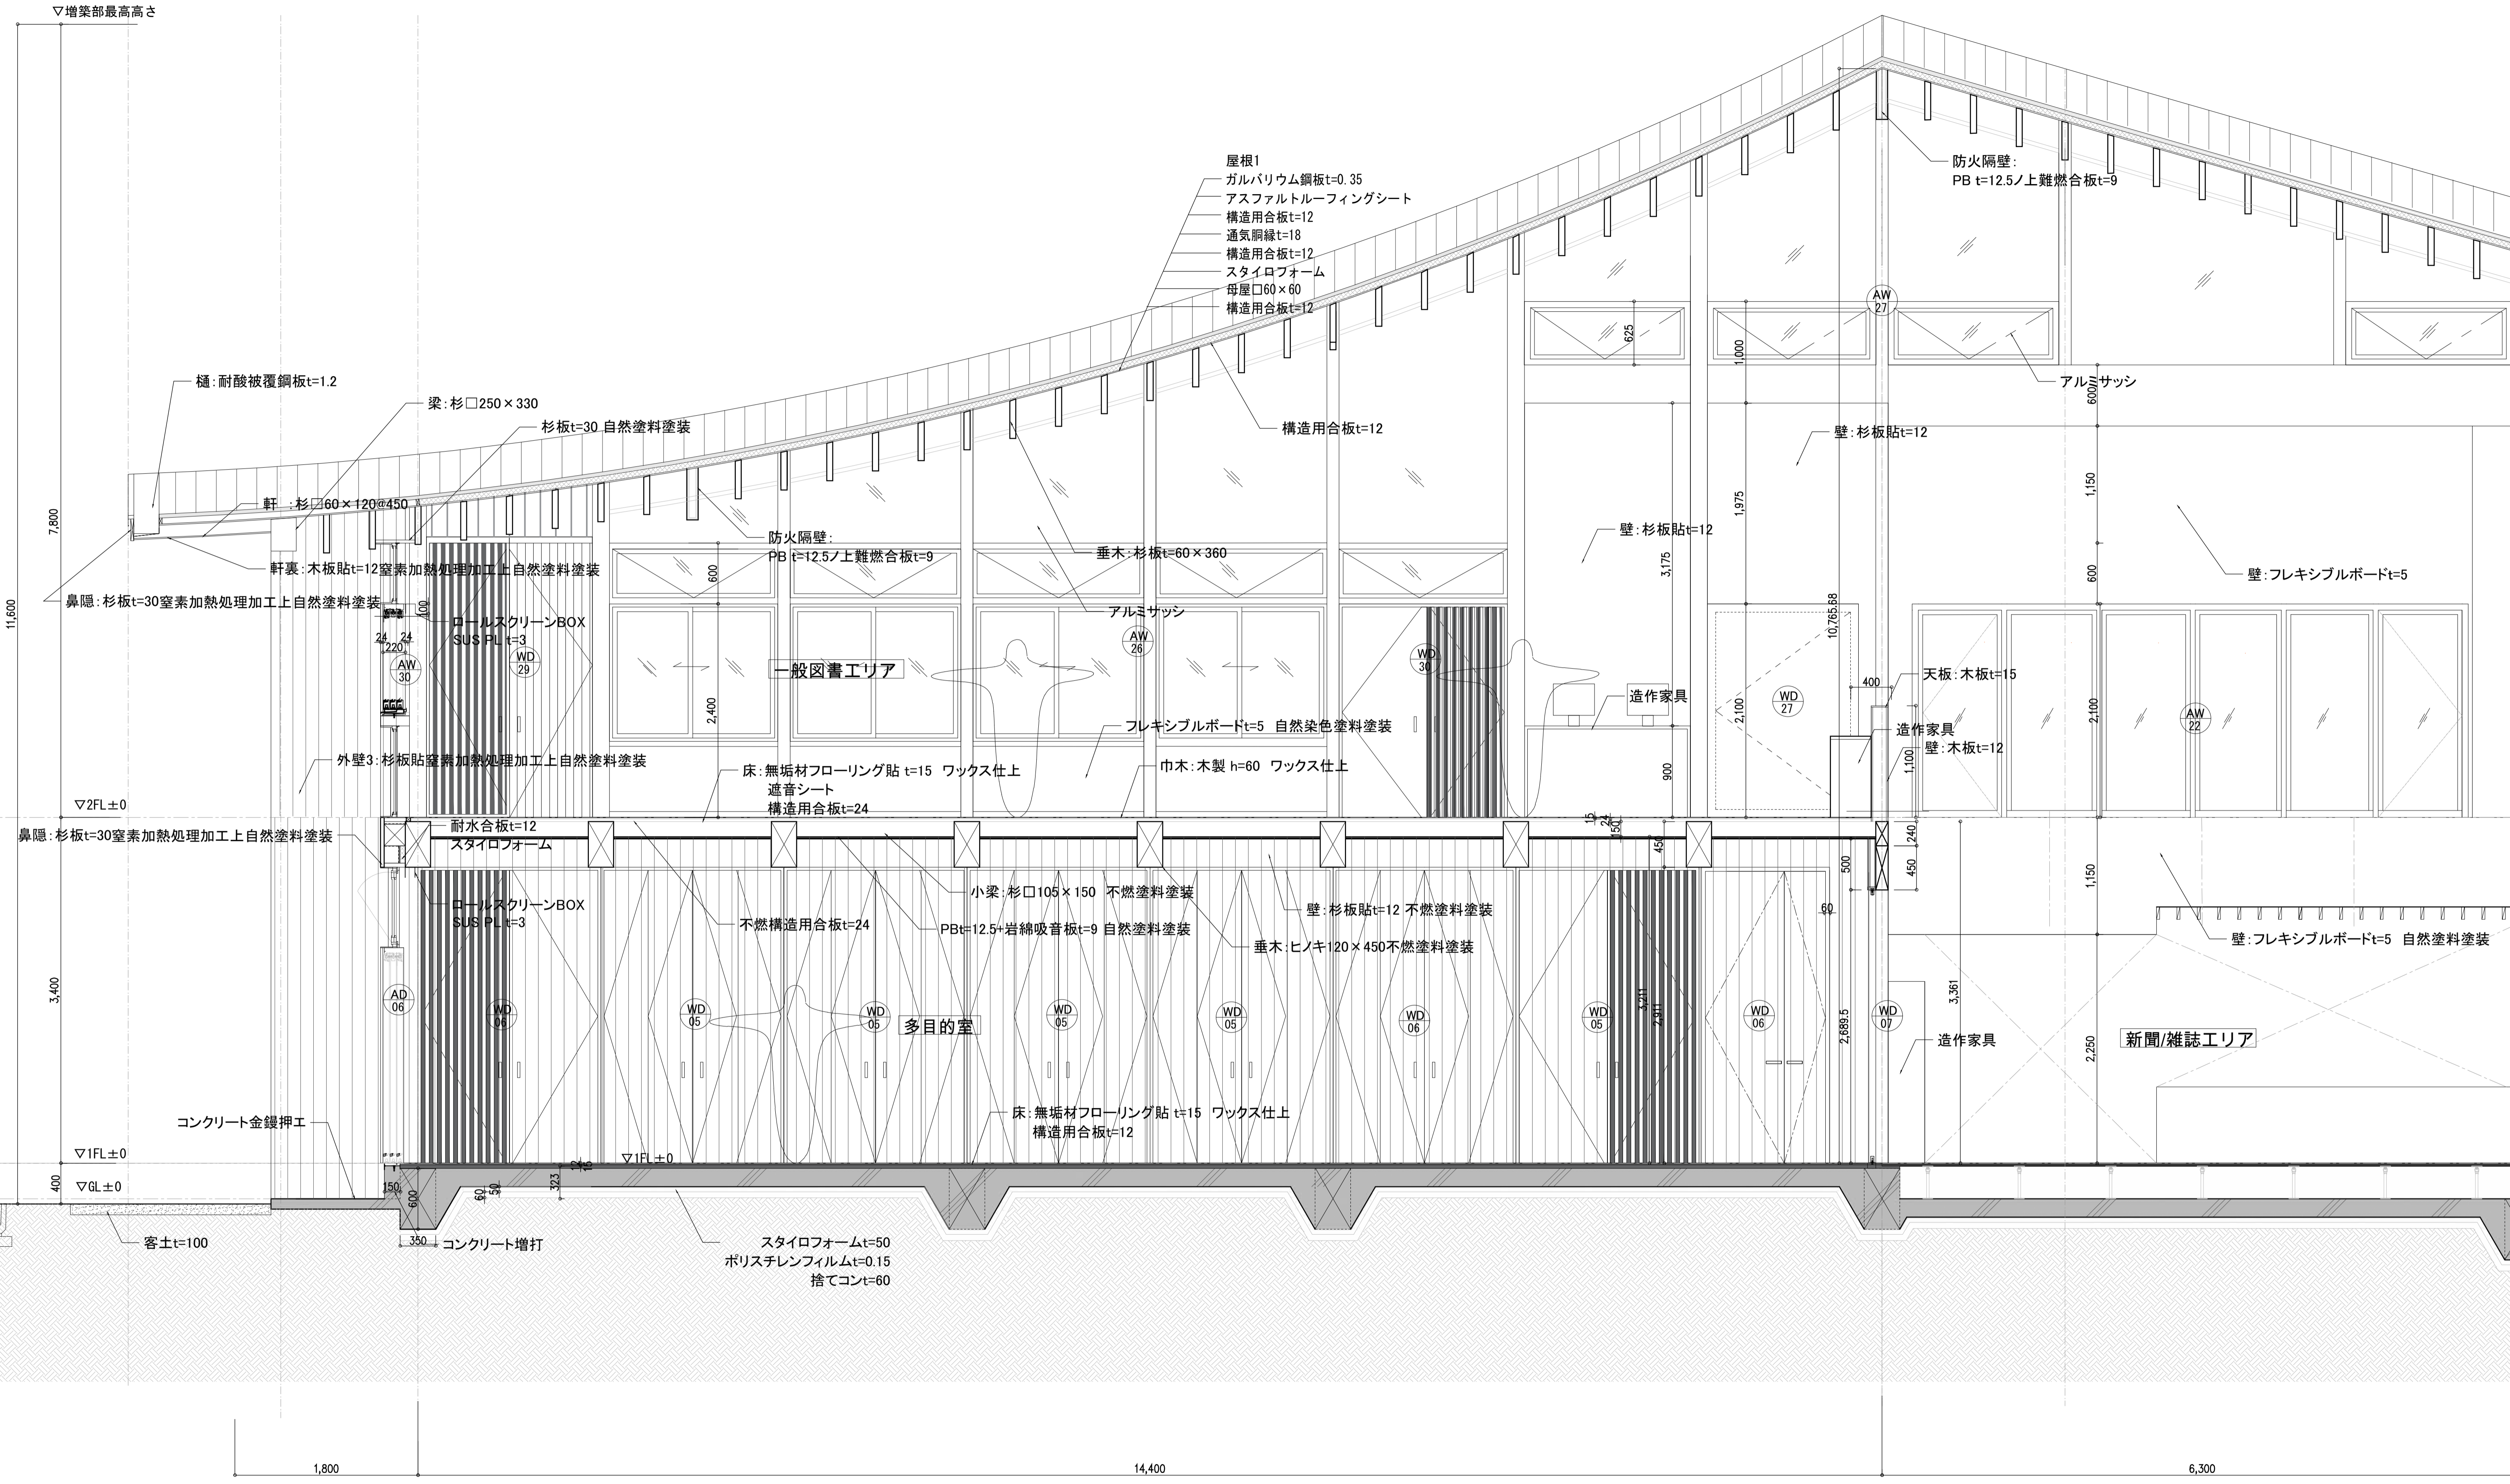 ▽増築部最高高さ
屋根1
ガルバリウム鋼板t=0.35
アスファルトルーフィングシート
構造用合板t=12
通気胴縁t=18
構造用合板t=12
スタイロフォーム
母屋□60×60
構造用合板t=12
防火隔壁:
PB t=12.5ノ上難燃合板t=9
AW
27
625
1,000
アルミサッシ
600
樋:耐酸被覆鋼板t=1.2
梁:杉□250×330
杉板t=30 自然塗料塗装
構造用合板t=12
壁:杉板貼t=12
軒 :杉□60×120@450
7,800
1,975
1,150
防火隔壁:
PB t=12.5ノ上難燃合板t=9
垂木:杉板t=60×360
壁:杉板貼t=12
3,175
軒裏:木板貼t=12窒素加熱処理加工上自然塗料塗装
600
600
壁:フレキシブルボードt=5
鼻隠:杉板t=30窒素加熱処理加工上自然塗料塗装
100
11,600
10,765.68
ロールスクリーンBOX
SUS PL t=3
アルミサッシ
24
24
220
AW
30
WD
29
一般図書エリア
AW
26
WD
30
造作家具
WD
27
400
天板:木板t=15
2,400
2,100
2,100
AW
22
フレキシブルボードt=5 自然染色塗料塗装
造作家具
壁:木板t=12
1,100
外壁3:杉板貼窒素加熱処理加工上自然塗料塗装
床:無垢材フローリング貼 t=15 ワックス仕上
遮音シート
構造用合板t=24
巾木:木製 h=60 ワックス仕上
900
▽2FL±0
耐水合板t=12
スタイロフォーム
鼻隠:杉板t=30窒素加熱処理加工上自然塗料塗装
15
24
150
450
240
450
500
1,150
小梁:杉□105×150 不燃塗料塗装
ロールスクリーンBOX
SUS PL t=3
不燃構造用合板t=24
PBt=12.5+岩綿吸音板t=9 自然塗料塗装
壁:杉板貼t=12 不燃塗料塗装
60
垂木:ヒノキ120×450不燃塗料塗装
壁:フレキシブルボードt=5 自然塗料塗装
3,400
AD
06
WD
06
WD
05
WD
05
多目的室
WD
05
WD
05
WD
06
WD
05
3,211
2,911
WD
06
2,689.5
WD
07
3,361
造作家具
2,250
新聞/雑誌エリア
コンクリート金鏝押エ
床:無垢材フローリング貼 t=15 ワックス仕上
構造用合板t=12
▽1FL±0
▽1FL±0
12
15
400
▽GL±0
150
600
60
50
323
350
客土t=100
コンクリート増打
スタイロフォームt=50
ポリスチレンフィルムt=0.15
捨てコンt=60
1,800
14,400
6,300